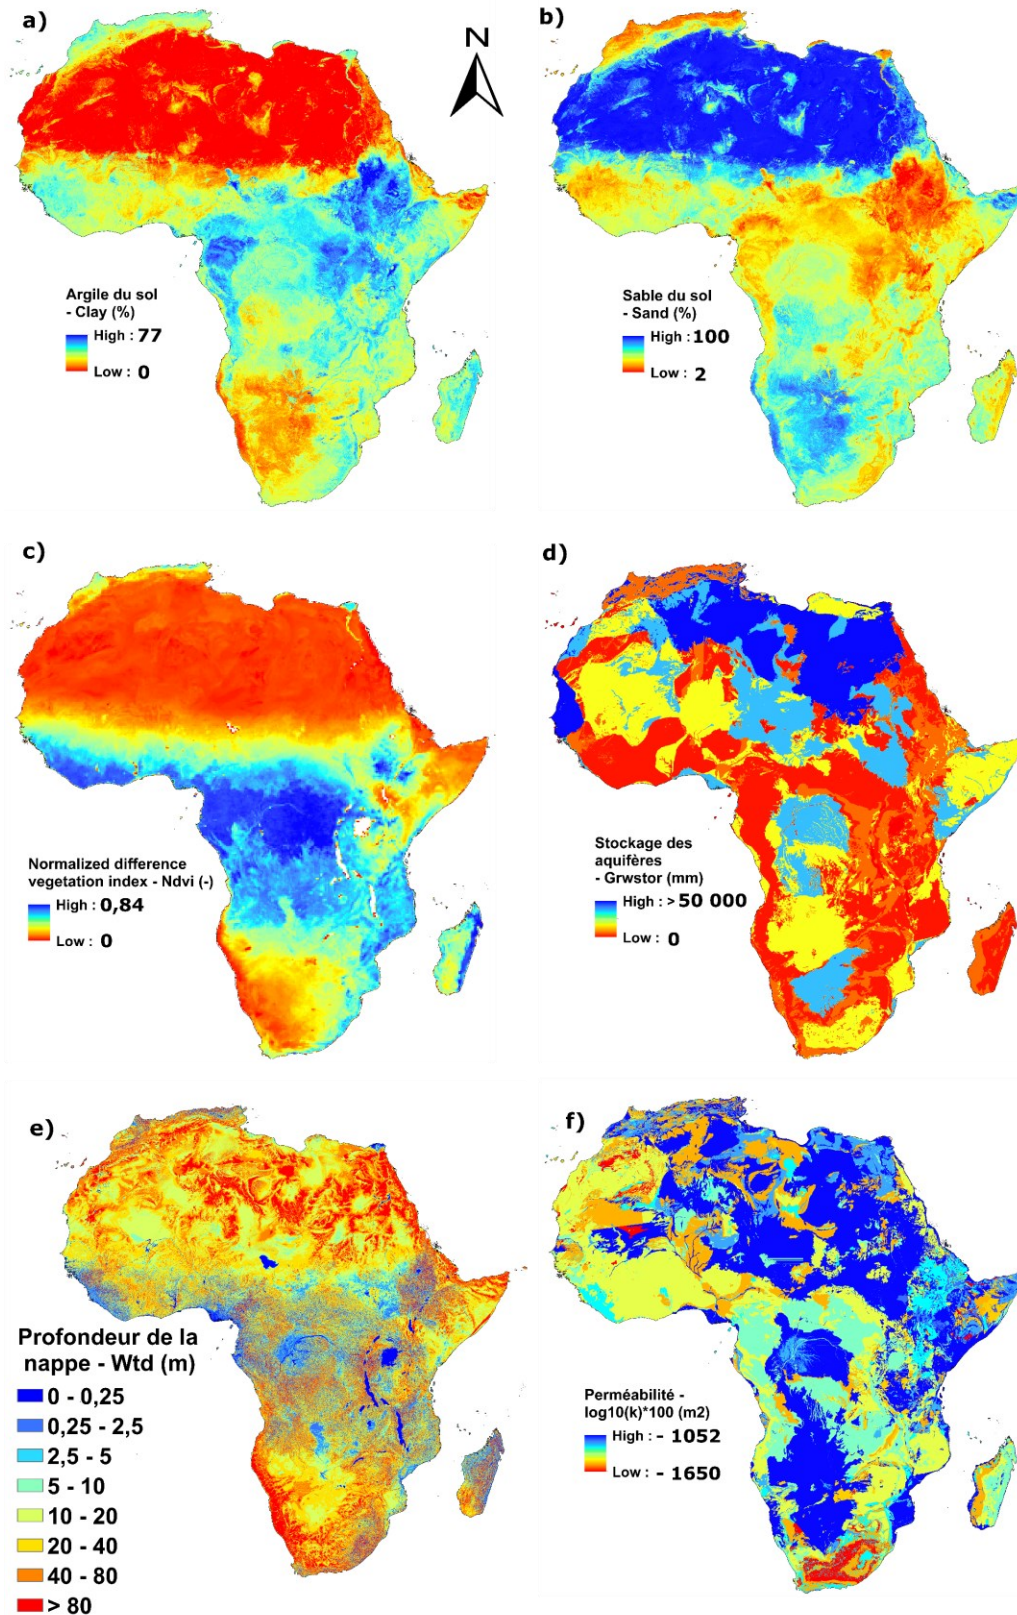 a)
N
b)
Argile du sol
- Clay (%)
High : 77
Low : 0
Sable du sol
- Sand (%)
High : 100
Low : 2
c)
d)
Normalized difference
vegetation index - Ndvi (-)
High : 0,84
Low : 0
Stockage des
aquifères
- Grwstor (mm)
High : > 50 000
Low : 0
e)
f)
Profondeur de la
nappe - Wtd (m)
0 - 0,25
0,25 - 2,5
2,5 - 5
5 - 10
10 - 20
20 - 40
40 - 80
> 80
Perméabilité -
log10(k)*100 (m2)
High : - 1052
Low : - 1650